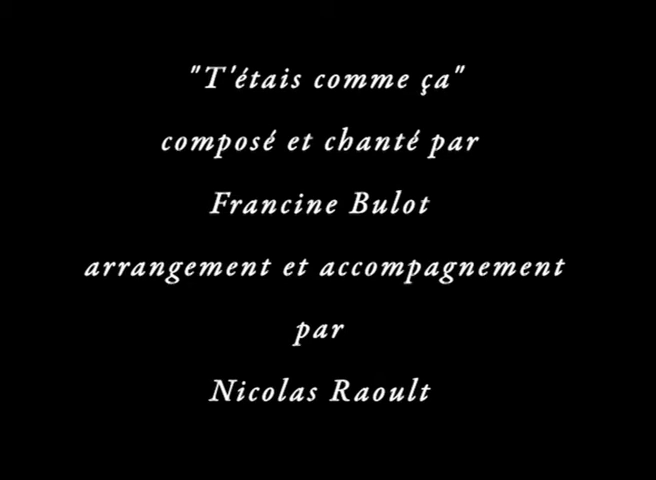 "T'étais comme ça"
composé et chanté par
Francine Bulot
arrangement et accompagnement
par
Nicolas Raoult